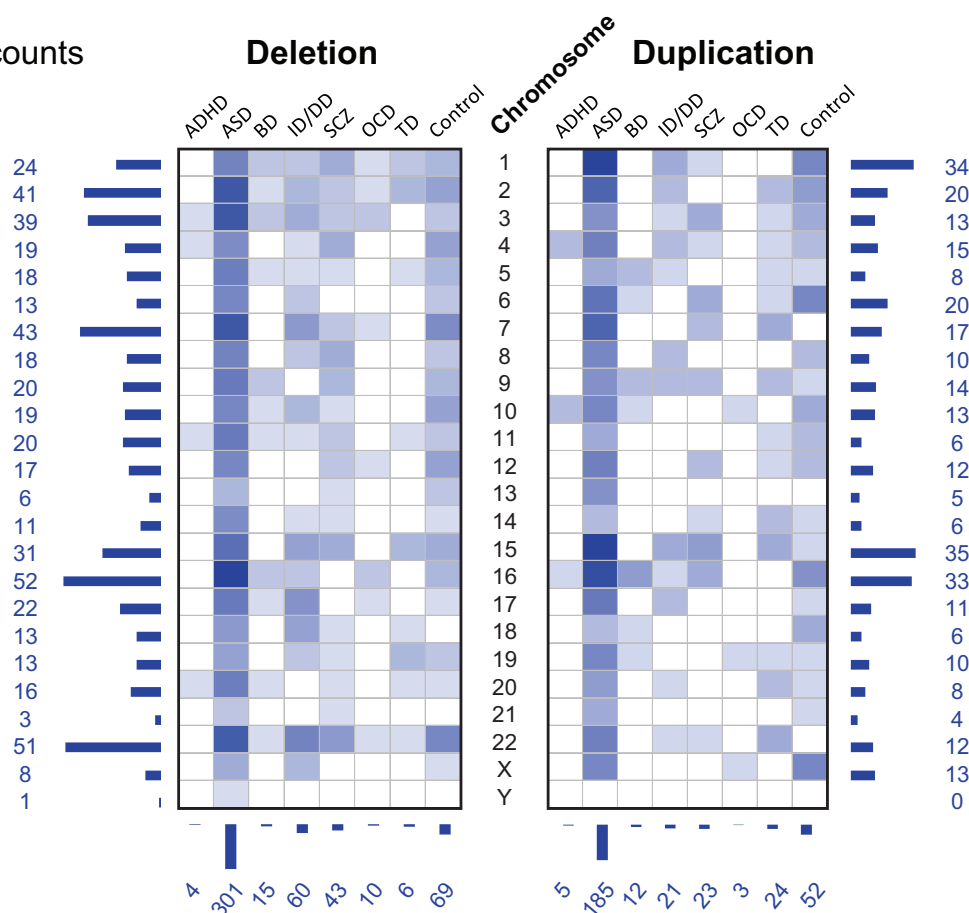 counts
Deletion
Chromosome
Duplication
ADHD ASD BD ID/DD SCZ OCD TD Control
ADHD ASD BD ID/DD SCZ OCD TD Control
24 1 34
41 2 20
39 3 13
19 4 15
18 5 8
13 6 20
43 7 17
18 8 10
20 9 14
19 10 13
20 11 6
17 12 12
6 13 5
11 14 6
31 15 35
52 16 33
22 17 11
13 18 6
13 19 10
16 20 8
3 21 4
51 22 12
8 X 13
1 Y 0
4 301 15 60 43 10 6 69
5 185 12 21 23 3 24 52